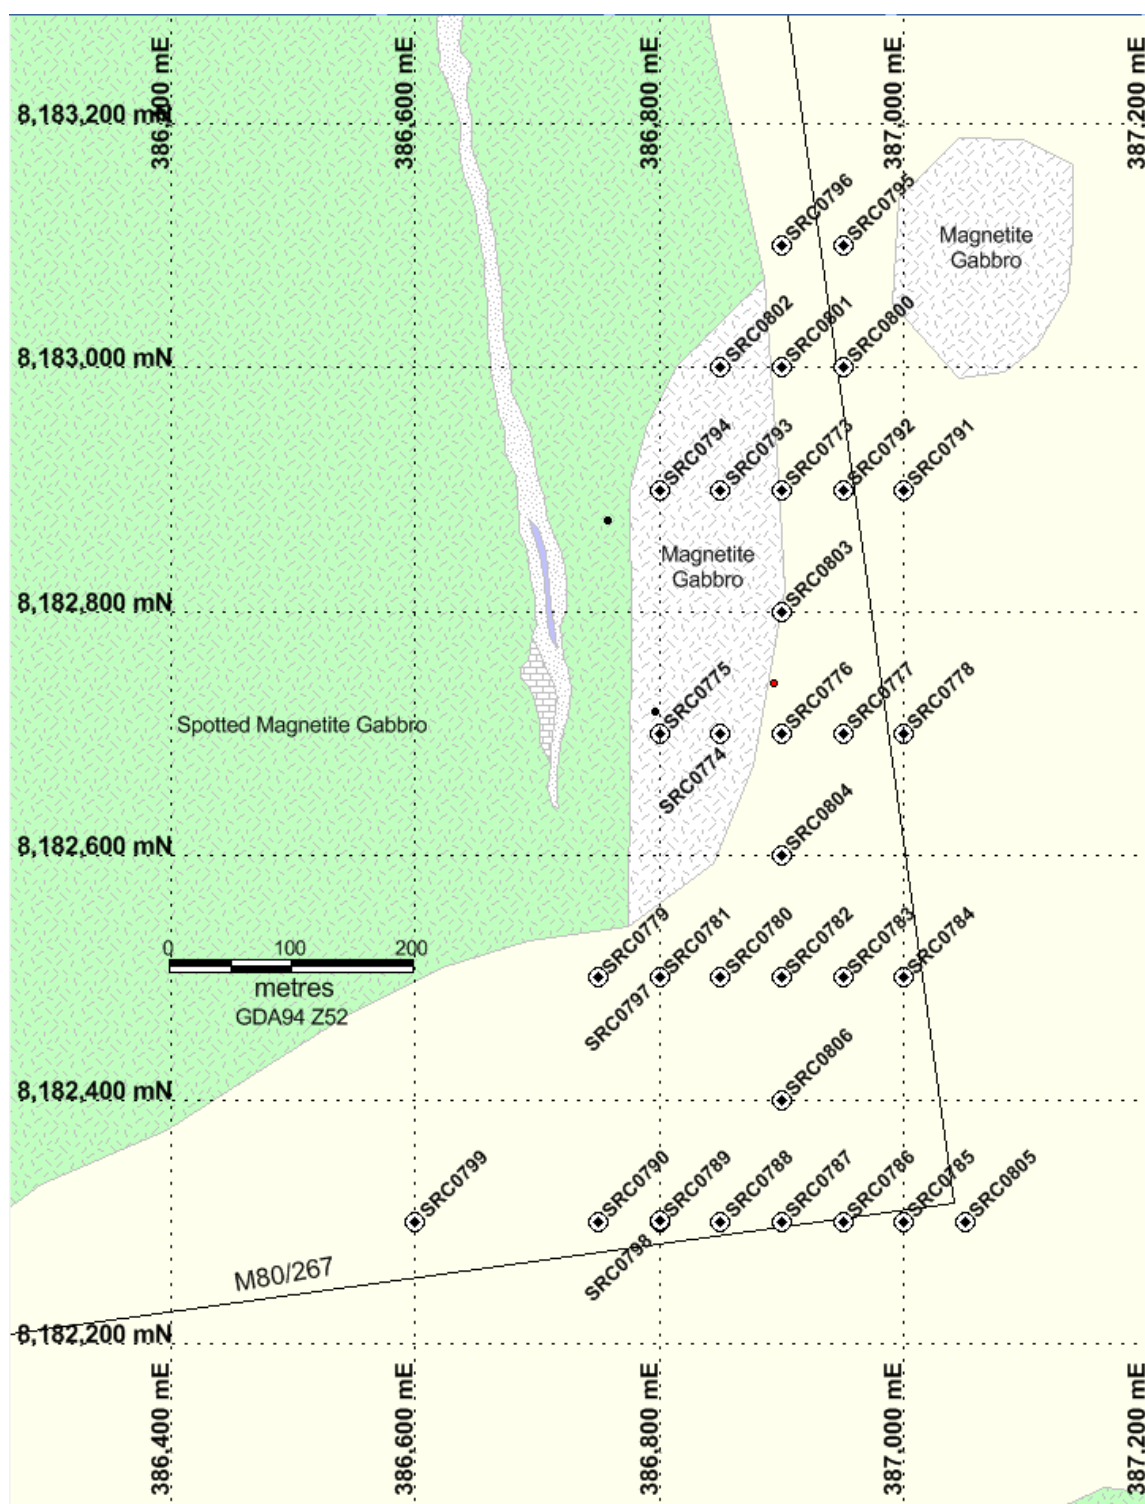 386,400 mE
386,600 mE
386,800 mE
387,000 mE
387,200 mE
8,183,200 mN
SRC0796
SRC0795
Magnetite
Gabbro
SRC0802
SRC0801
SRC0800
8,183,000 mN
SRC0794
SRC0793
SRC0773
SRC0792
SRC0791
Magnetite
Gabbro
SRC0803
8,182,800 mN
SRC0775
SRC0776
SRC0777
SRC0778
Spotted Magnetite Gabbro
SRC0774
SRC0804
8,182,600 mN
SRC0779
SRC0781
SRC0780
SRC0782
SRC0783
SRC0784
0 100 200
metres
GDA94 Z52
SRC0797
SRC0806
8,182,400 mN
SRC0799
SRC0790
SRC0789
SRC0788
SRC0787
SRC0786
SRC0785
SRC0805
SRC0798
M80/267
8,182,200 mN
386,400 mE
386,600 mE
386,800 mE
387,000 mE
387,200 mE